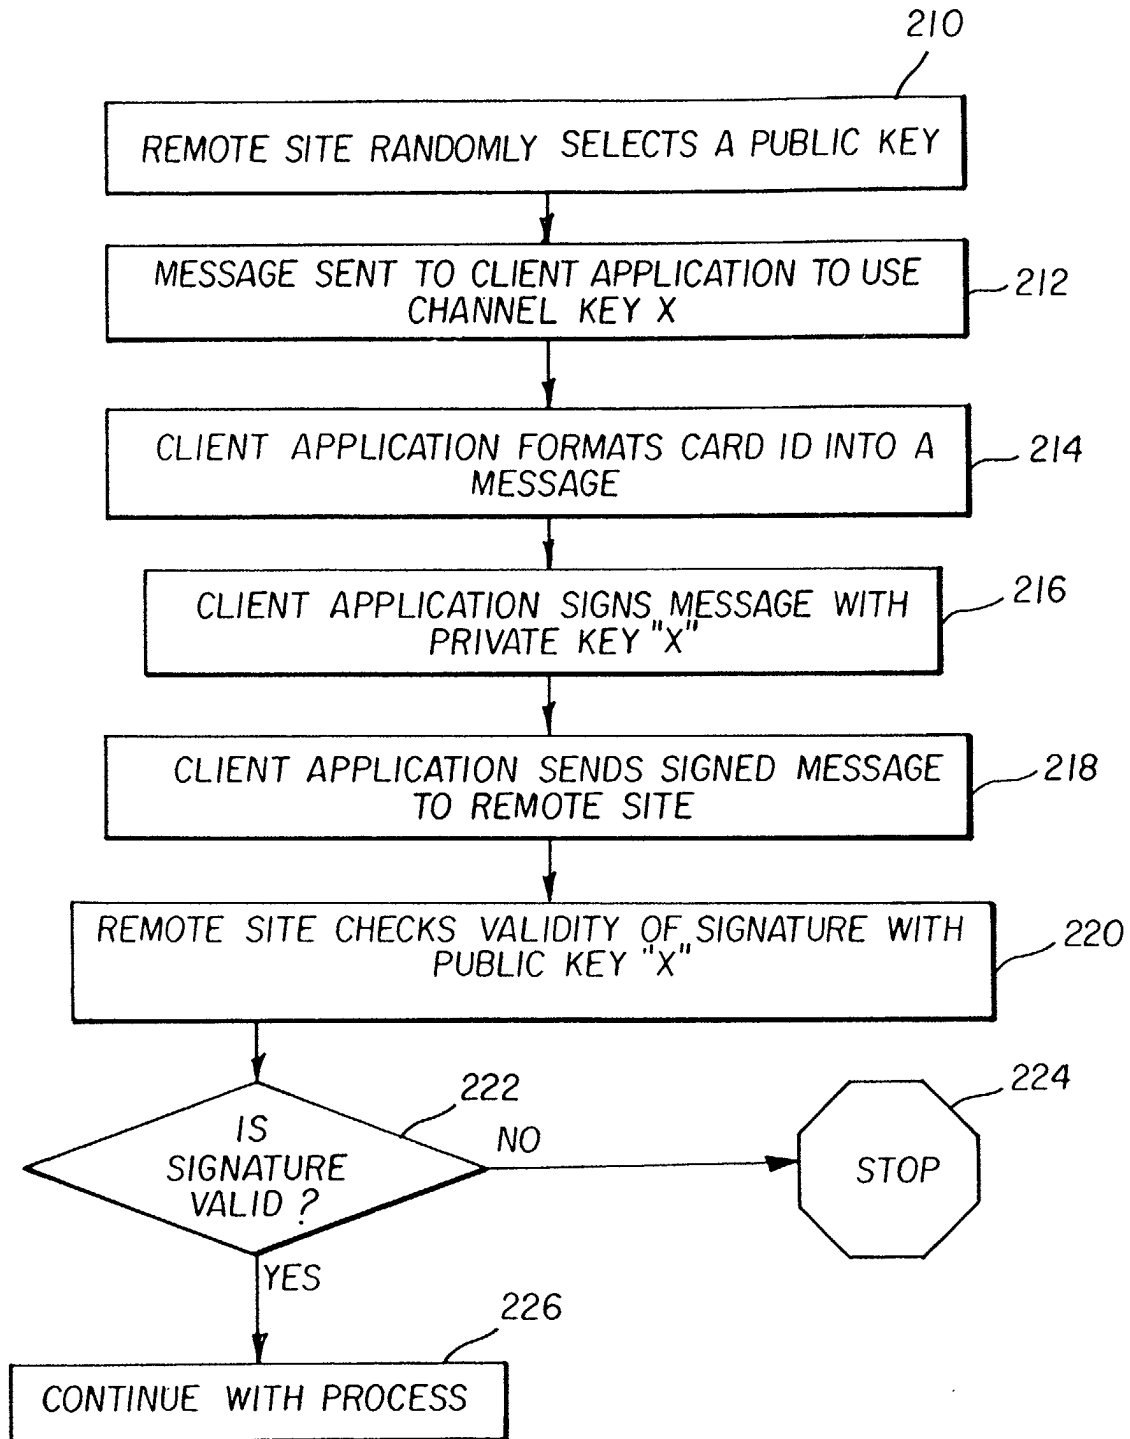 210
REMOTE SITE RANDOMLY SELECTS A PUBLIC KEY
MESSAGE SENT TO CLIENT APPLICATION TO USE
CHANNEL KEY X
212
CLIENT APPLICATION FORMATS CARD ID INTO A
MESSAGE
214
CLIENT APPLICATION SIGNS MESSAGE WITH
PRIVATE KEY "X"
216
CLIENT APPLICATION SENDS SIGNED MESSAGE
TO REMOTE SITE
218
REMOTE SITE CHECKS VALIDITY OF SIGNATURE WITH
PUBLIC KEY "X"
220
222
IS
SIGNATURE
VALID ?
NO
224
STOP
YES
226
CONTINUE WITH PROCESS